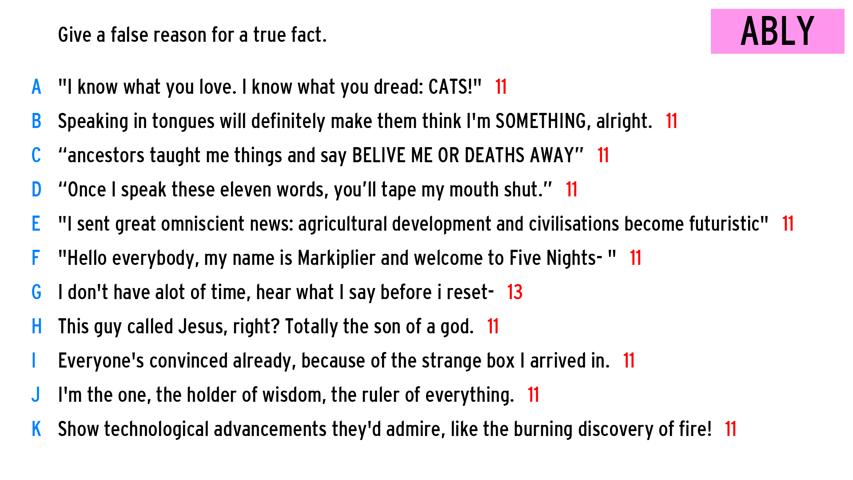 Give a false reason for a true fact.
ABLY
A "I know what you love. I know what you dread: CATS!" 11
B Speaking in tongues will definitely make them think I'm SOMETHING, alright. 11
C “ancestors taught me things and say BELIVE ME OR DEATHS AWAY” 11
D “Once I speak these eleven words, you’ll tape my mouth shut.” 11
E "I sent great omniscient news: agricultural development and civilisations become futuristic" 11
F "Hello everybody, my name is Markiplier and welcome to Five Nights- " 11
G I don't have alot of time, hear what I say before i reset- 13
H This guy called Jesus, right? Totally the son of a god. 11
I Everyone's convinced already, because of the strange box I arrived in. 11
J I'm the one, the holder of wisdom, the ruler of everything. 11
K Show technological advancements they'd admire, like the burning discovery of fire! 11